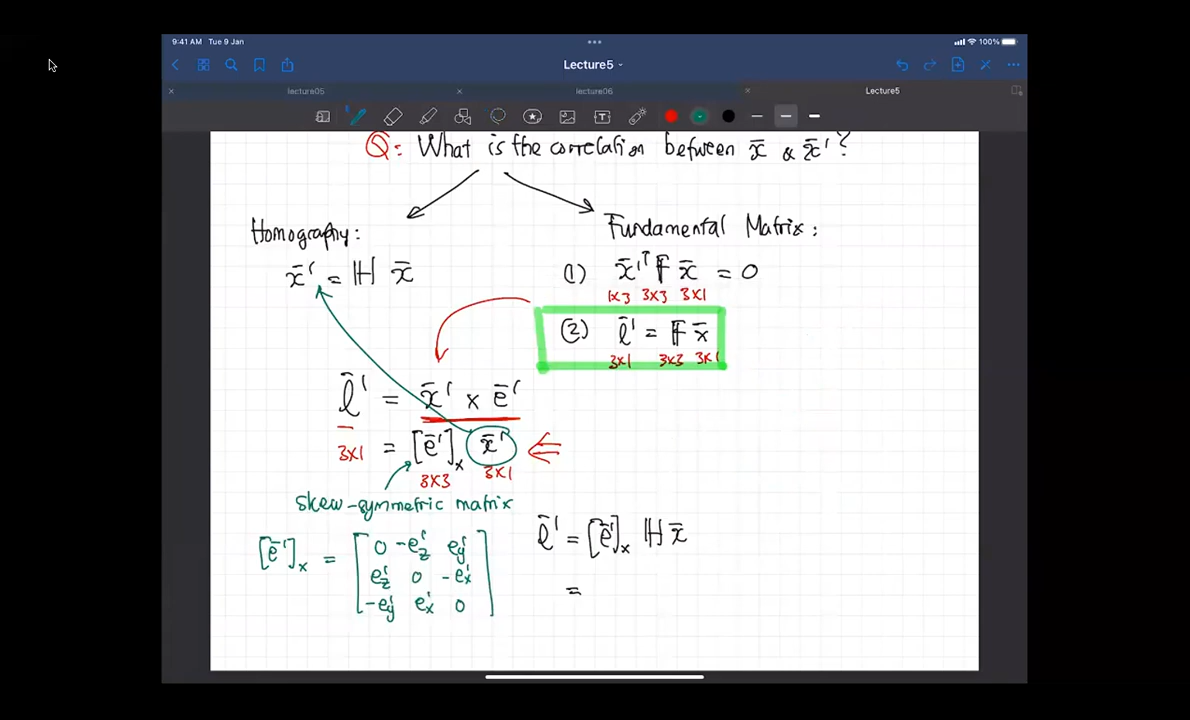 9:41 AM Tue 9 Jan
100%
Lecture5
lecture05
lecture06
Lecture5
Q: What is the correlation between x̄ & x̄'?
Homography:
x̄' = ℍ x̄
Fundamental Matrix:
(1) x̄'ᵀ 𝔽 x̄ = 0
1x3 3x3 3x1
(2) l̄' = 𝔽 x̄
3x1 3x3 3x1
l̄' = x̄' × ē'
3x1
= [ē']ₓ x̄'
3x3 3x1
Skew-symmetric matrix
[ē']ₓ =
0 -e'z e'y
e'z 0 -e'x
-e'y e'x 0
l̄' = [ē']ₓ ℍ x̄
=